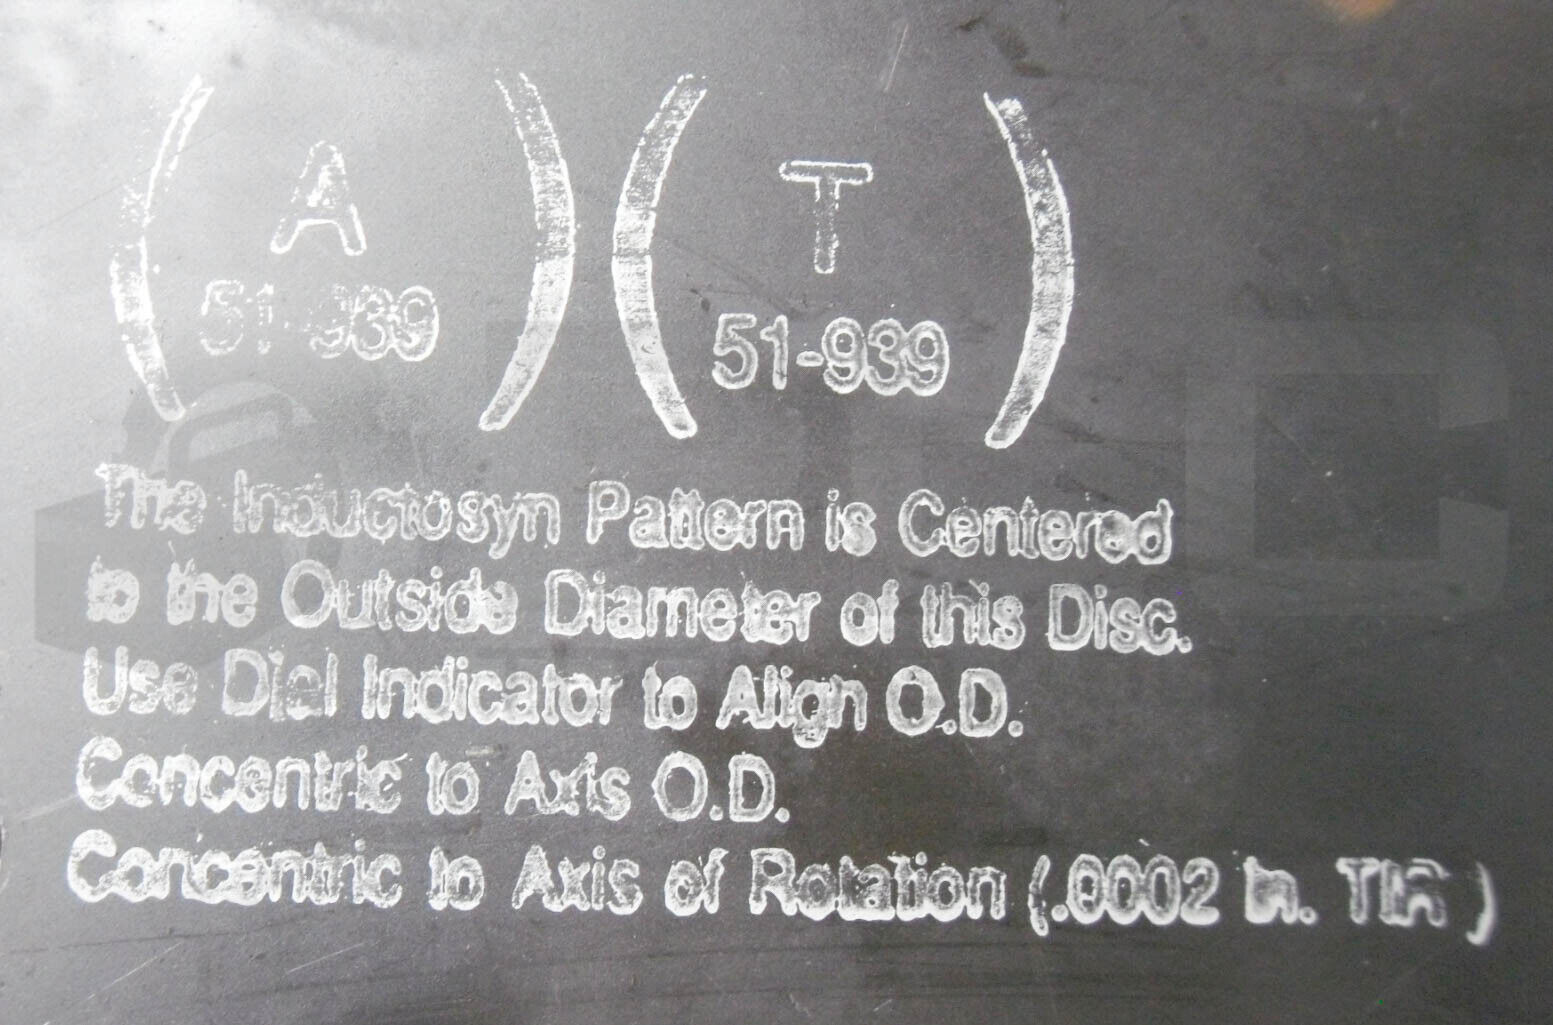 ( A ) ( T )
51-939 51-939
The Inductosyn Pattern is Centered
to the Outside Diameter of this Disc.
Use Dial Indicator to Align O.D.
Concentric to Axis O.D.
Concentric to Axis of Rotation (.0002 In. TIR )